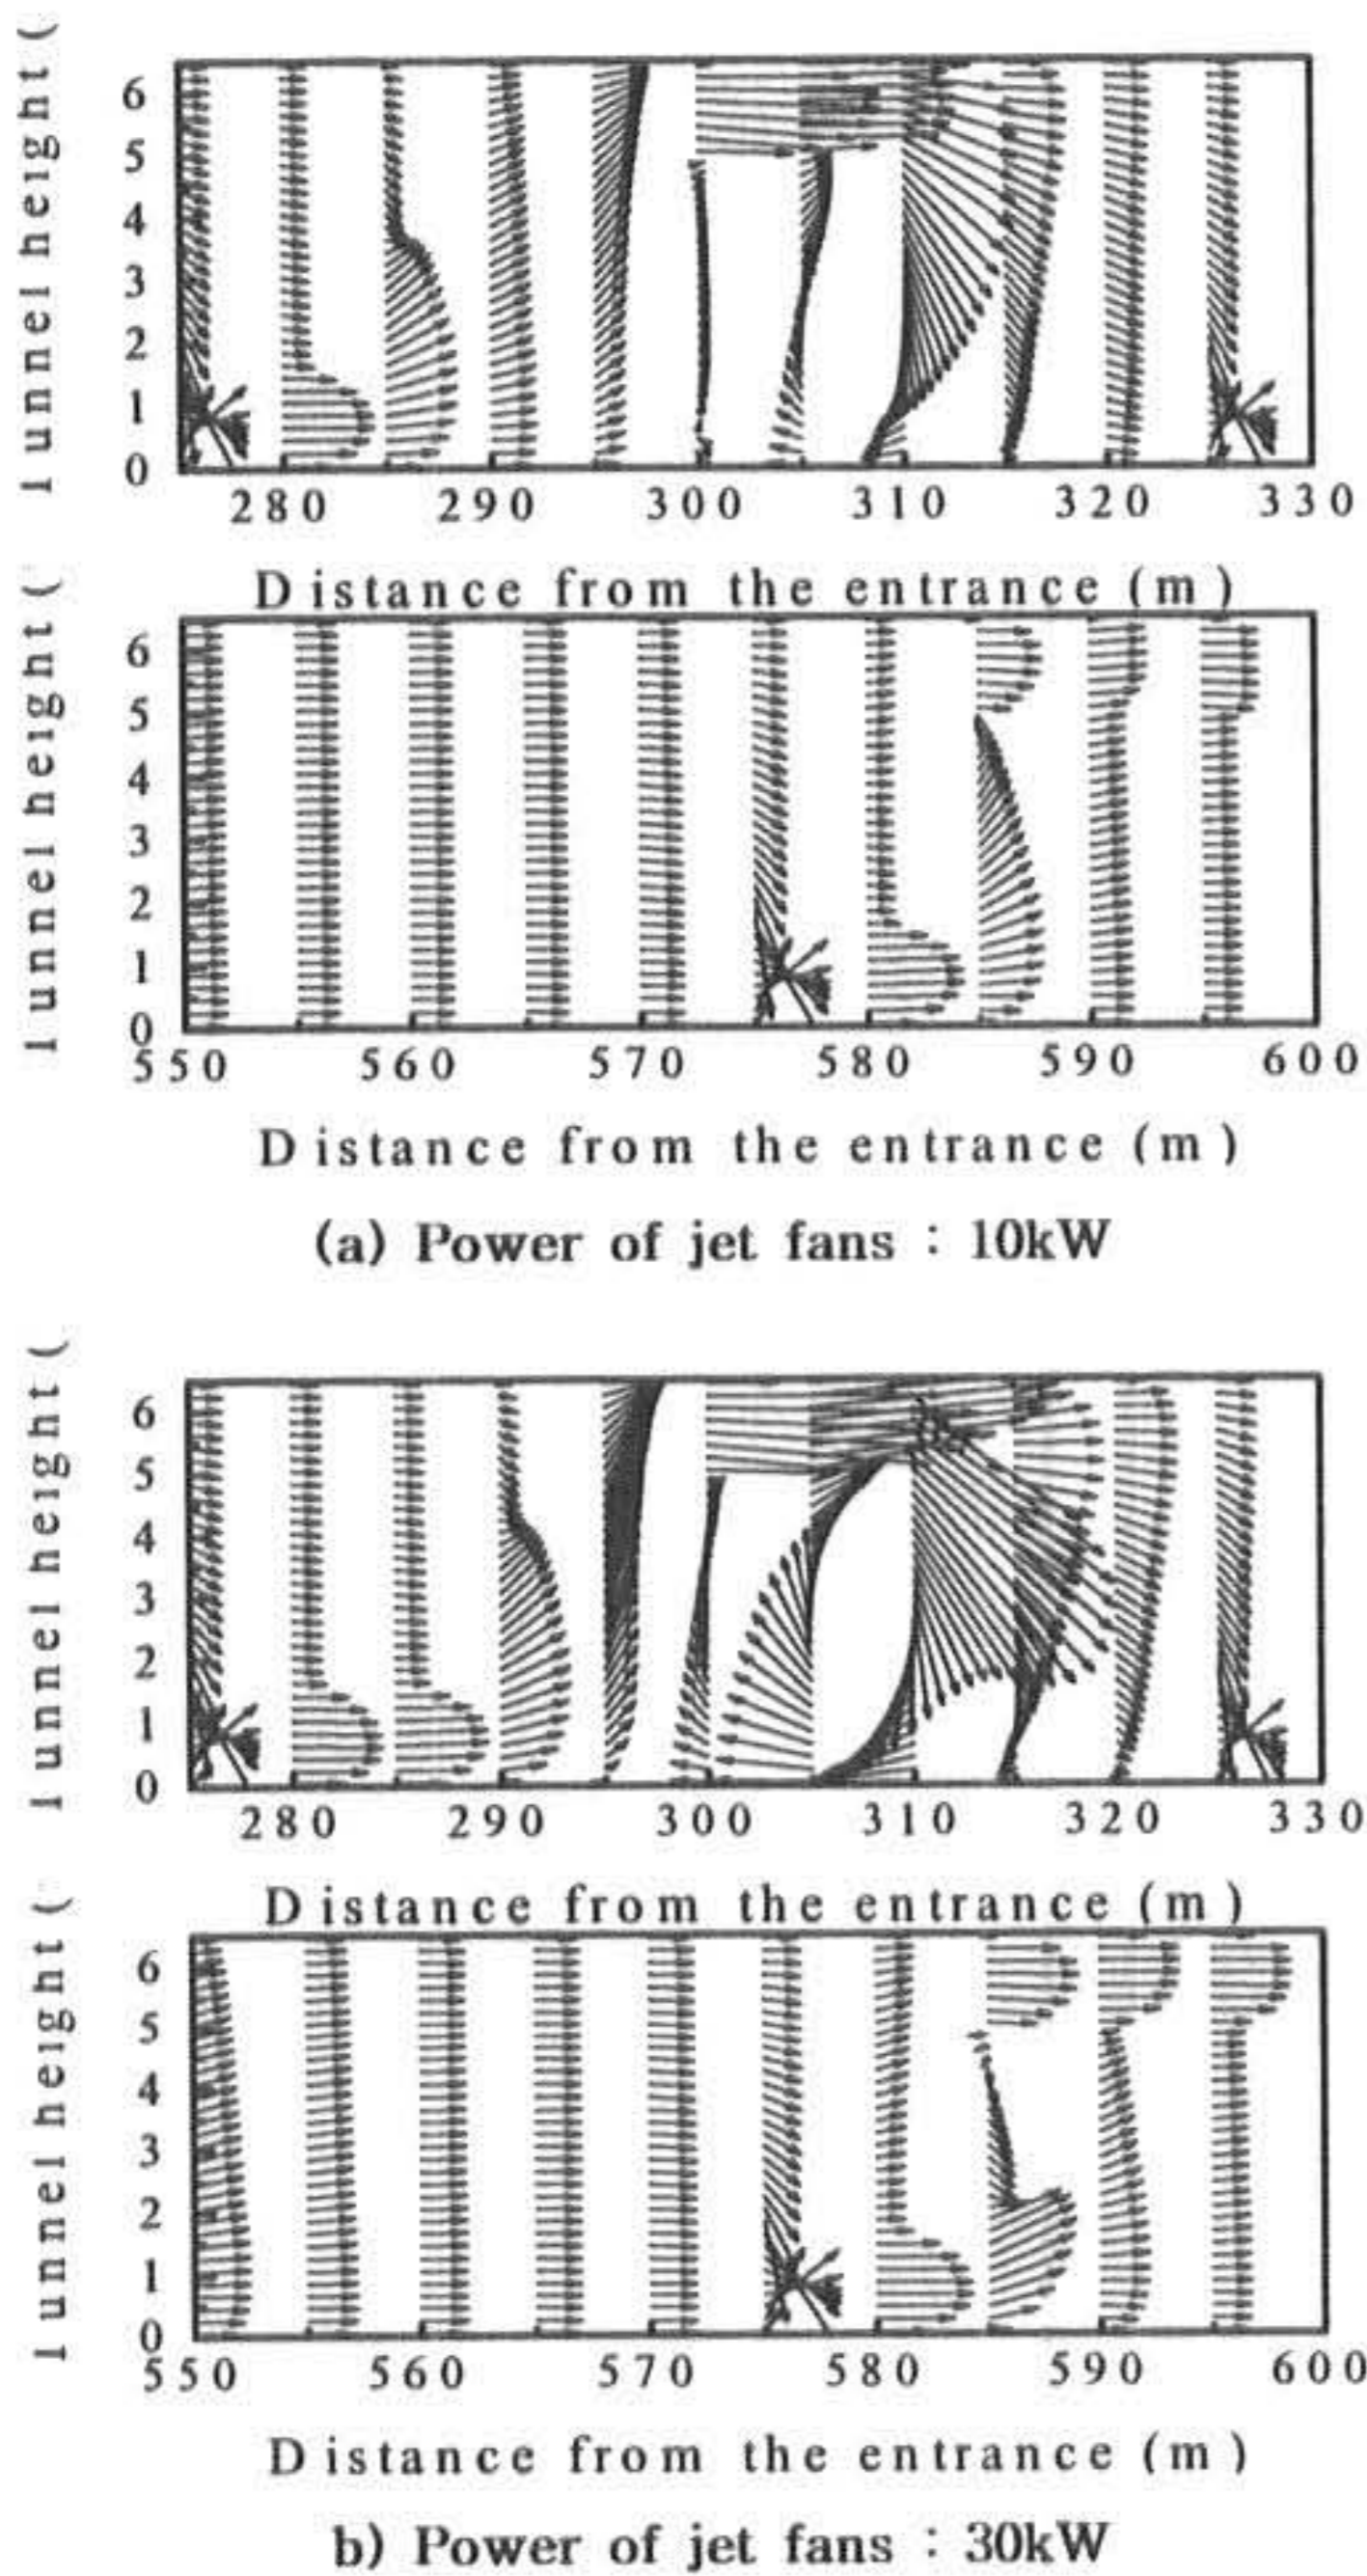 Tunnel height (
6
5
4
3
2
1
0
280 290 300 310 320 330
Distance from the entrance (m)
Tunnel height (
6
5
4
3
2
1
0
550 560 570 580 590 600
Distance from the entrance (m)
(a) Power of jet fans : 10kW
Tunnel height (
6
5
4
3
2
1
0
280 290 300 310 320 330
Distance from the entrance (m)
Tunnel height (
6
5
4
3
2
1
0
550 560 570 580 590 600
Distance from the entrance (m)
b) Power of jet fans : 30kW